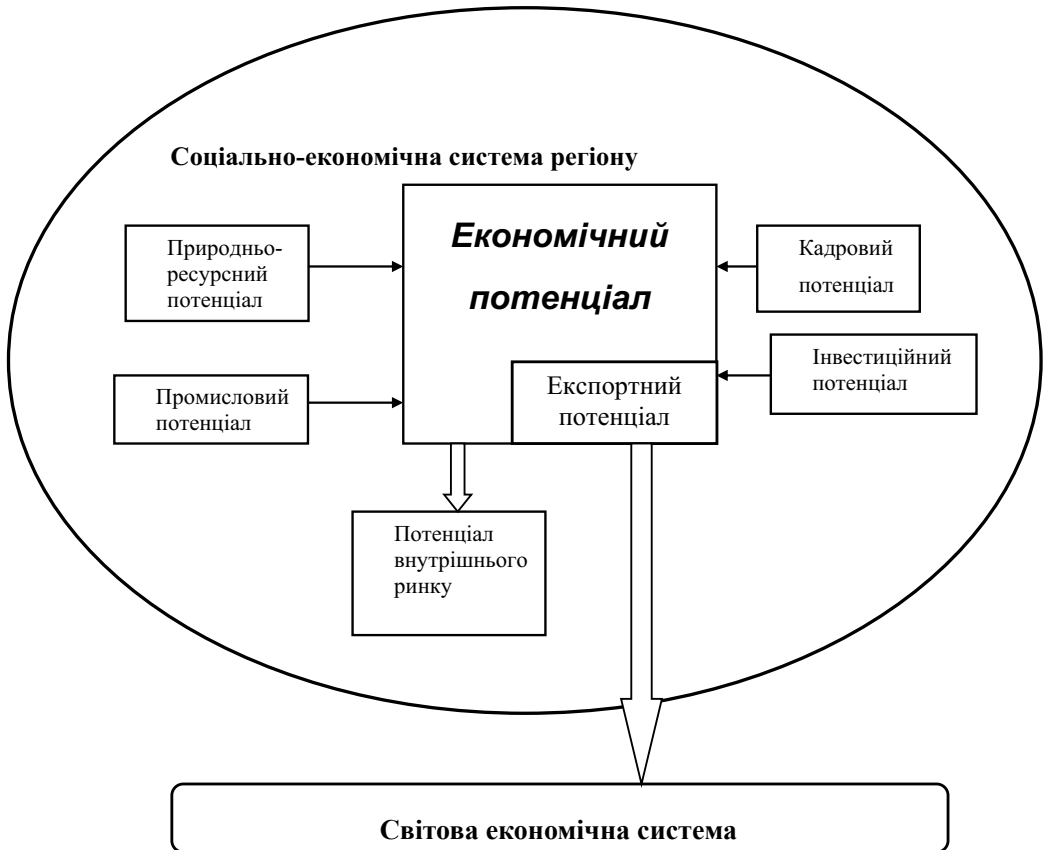 Соціально-економічна система регіону
Економічний
потенціал
Природньо-
ресурсний
потенціал
Кадровий
потенціал
Промисловий
потенціал
Експортний
потенціал
Інвестиційний
потенціал
Потенціал
внутрішнього
ринку
Світова економічна система